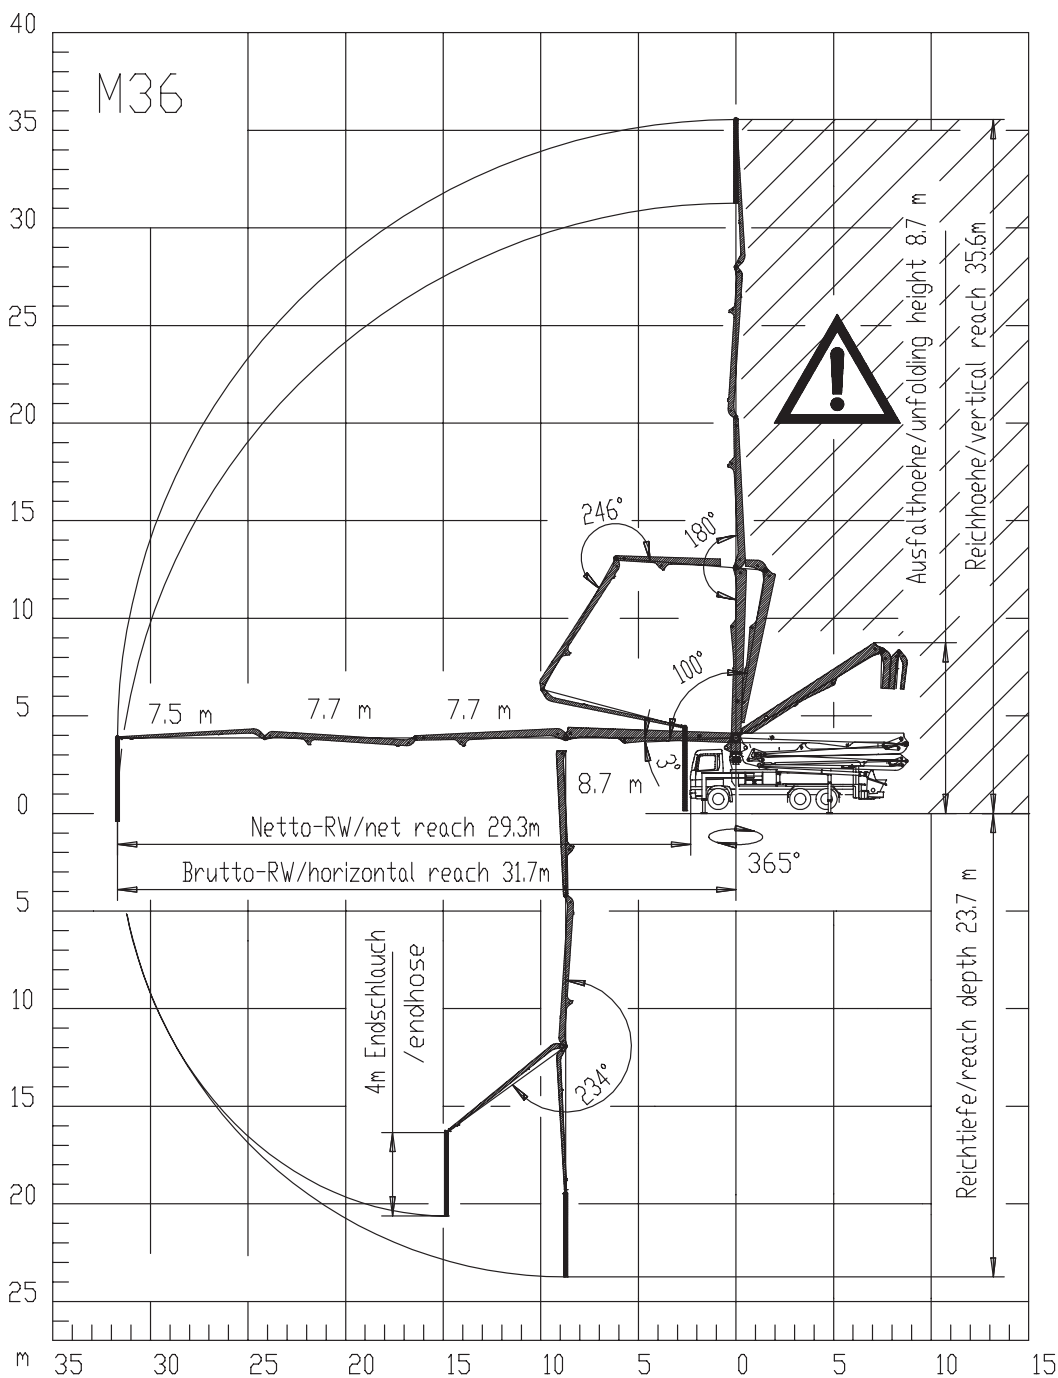 40
M36
35
30
25
20
15
10
5
0
5
10
15
20
25
m
35
25
20
15
10
5
0
5
10
15
Ausfalthoehe/unfolding height 8.7 m
Reichhoehe/vertical reach 35.6m
246°
180°
100°
7.5 m
7.7 m
7.7 m
3°
8.7 m
Netto-RW/net reach 29.3m
365°
Brutto-RW/horizontal reach 31.7m
4m Endschlauch
/endhose
234°
Reichtiefe/reach depth 23.7 m